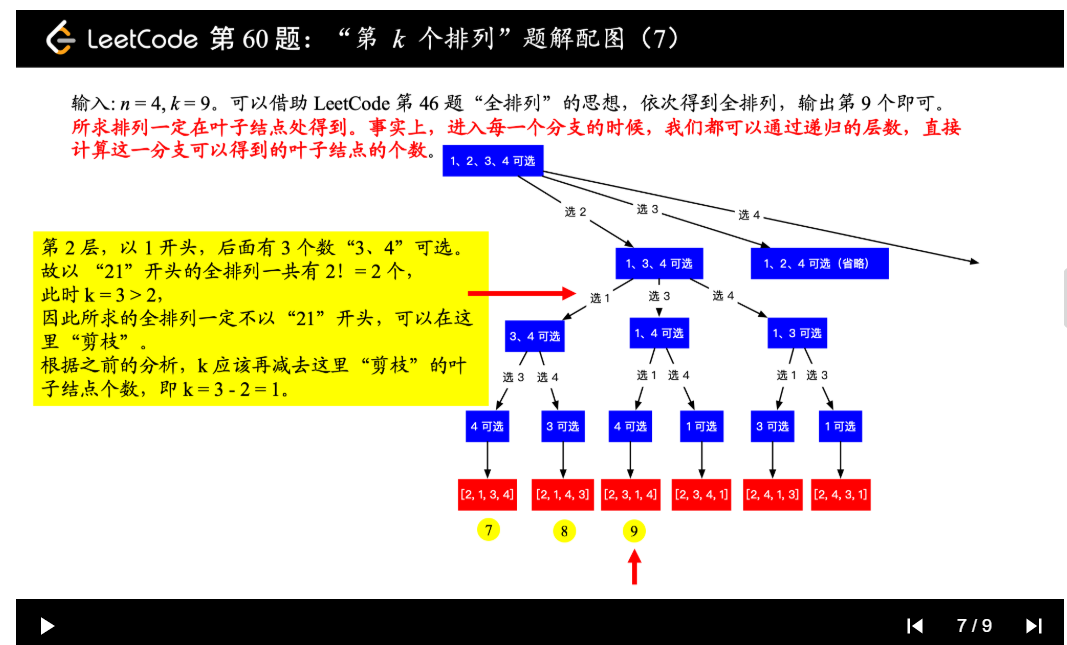 LeetCode 第 60 题：“第 k 个排列”题解配图（7）
输入: n = 4, k = 9。可以借助 LeetCode 第 46 题“全排列”的思想，依次得到全排列，输出第 9 个即可。
所求排列一定在叶子结点处得到。事实上，进入每一个分支的时候，我们都可以通过递归的层数，直接
计算这一分支可以得到的叶子结点的个数。
1、2、3、4 可选
选 2
选 3
选 4
第 2 层，以 1 开头，后面有 3 个数“3、4”可选。
故以 “21”开头的全排列一共有 2！= 2 个，
此时 k = 3 > 2，
因此所求的全排列一定不以“21”开头，可以在这
里“剪枝”。
根据之前的分析，k 应该再减去这里“剪枝”的叶
子结点个数，即 k = 3 - 2 = 1。
1、3、4 可选
1、2、4 可选（省略）
选 1
选 3
选 4
3、4 可选
1、4 可选
1、3 可选
选 3
选 4
选 1
选 4
选 1
选 3
4 可选
3 可选
4 可选
1 可选
3 可选
1 可选
[2, 1, 3, 4]
[2, 1, 4, 3]
[2, 3, 1, 4]
[2, 3, 4, 1]
[2, 4, 1, 3]
[2, 4, 3, 1]
7
8
9
7 / 9